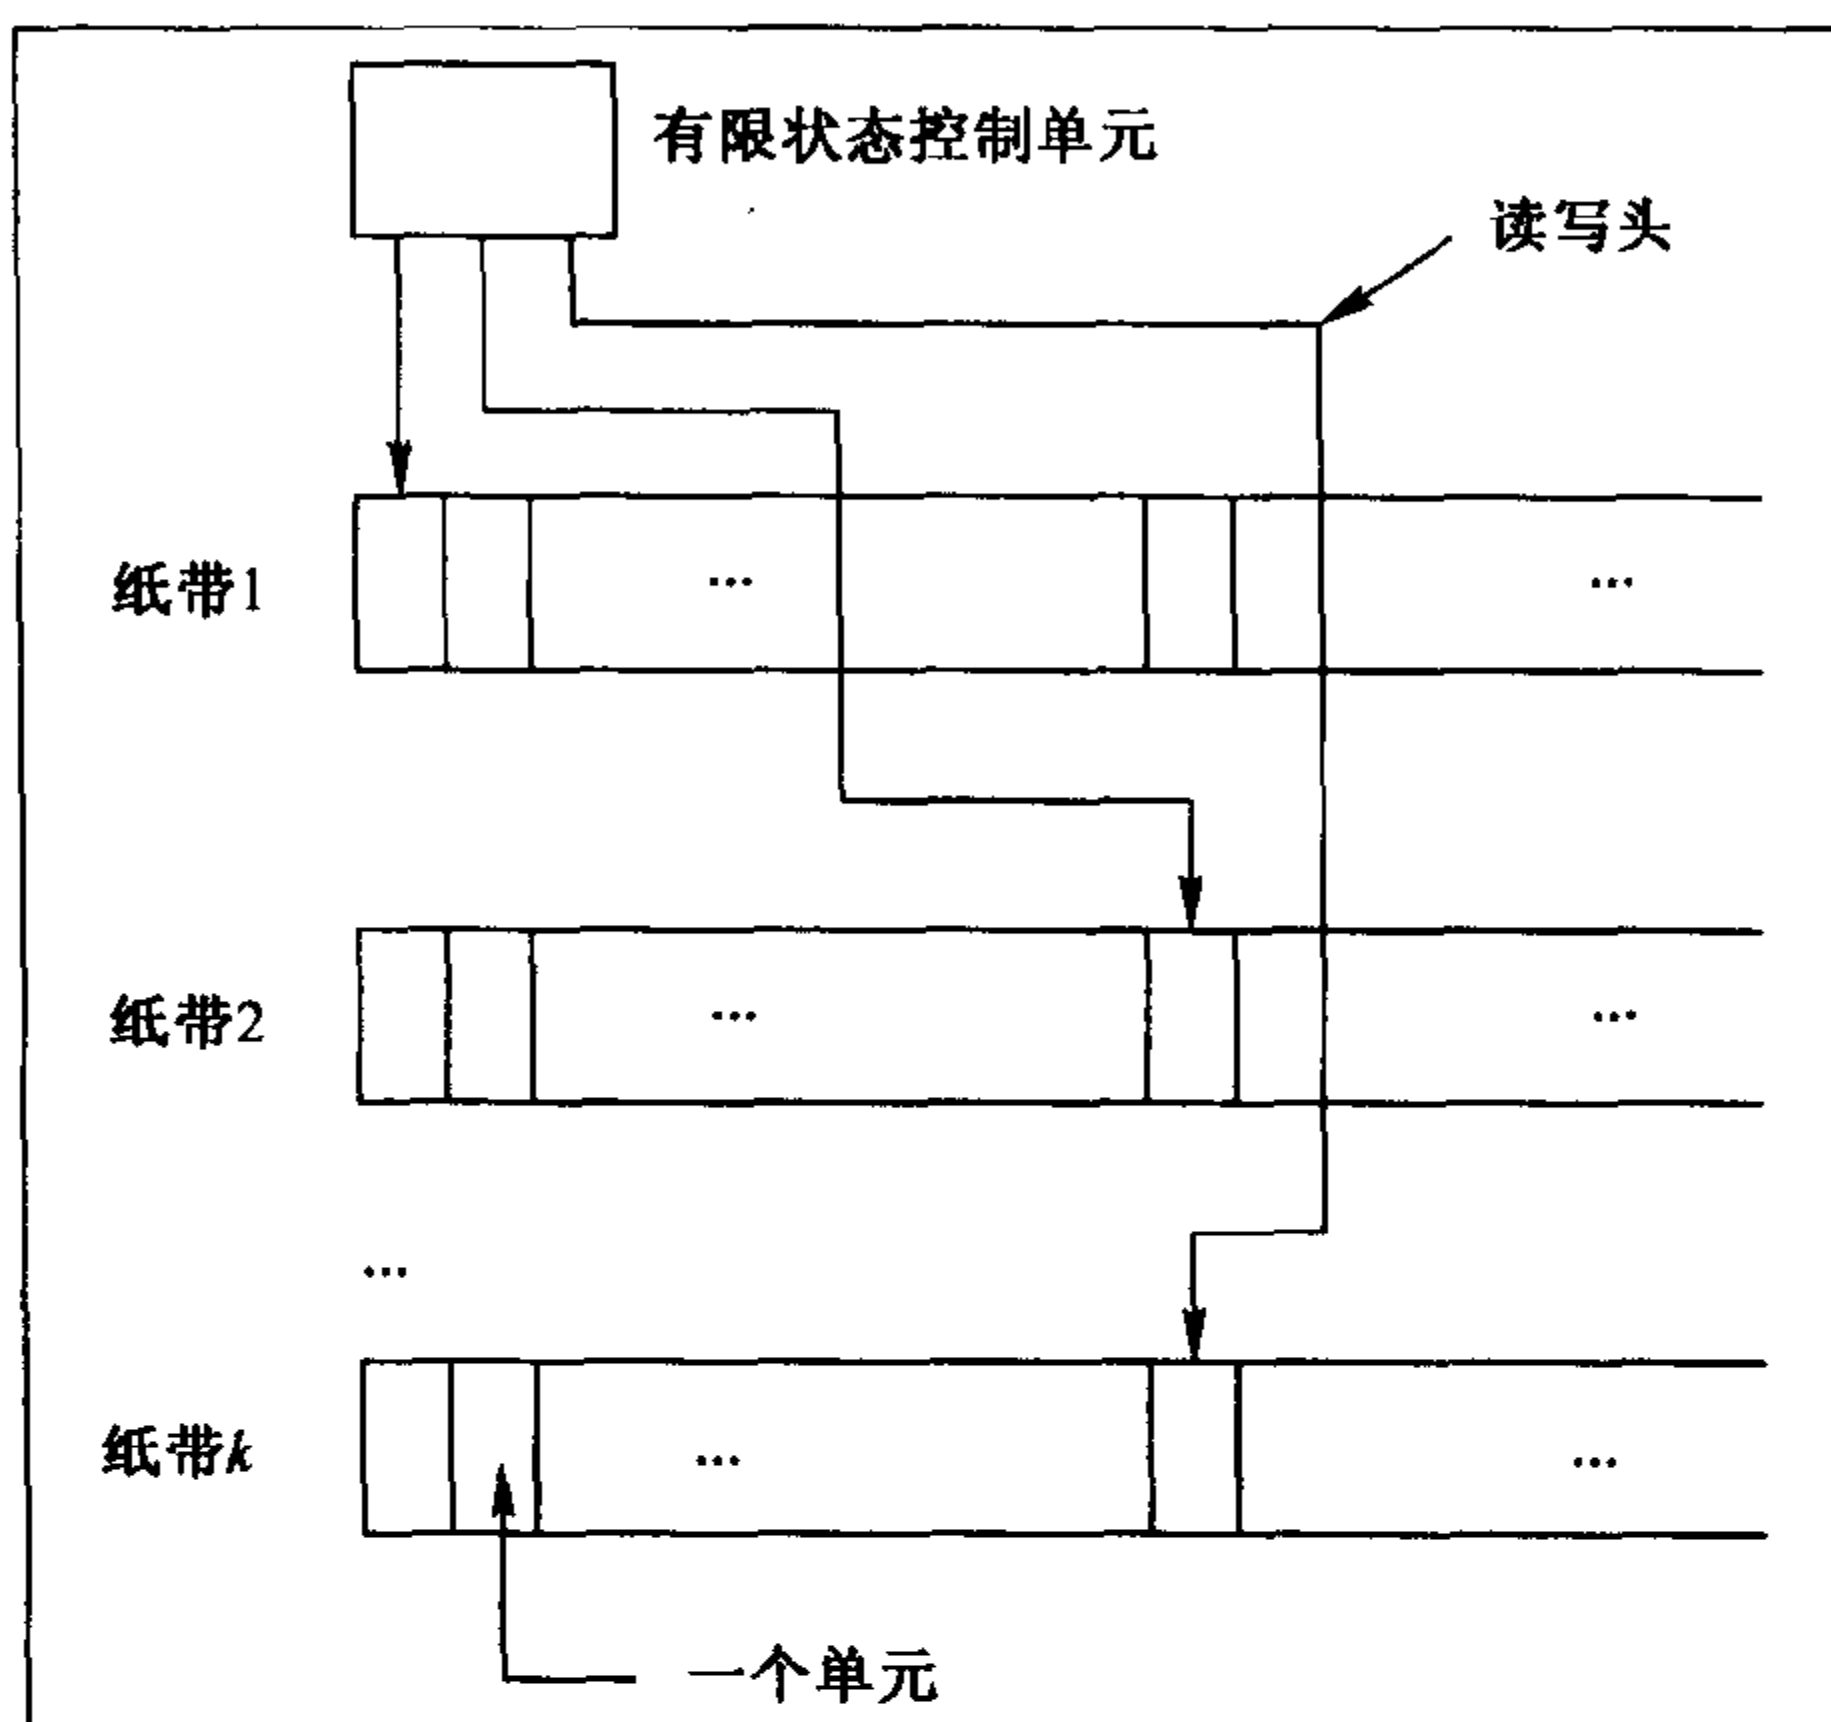 有限状态控制单元
读写头
纸带1 … …
纸带2 … …
…
纸带k … …
一个单元